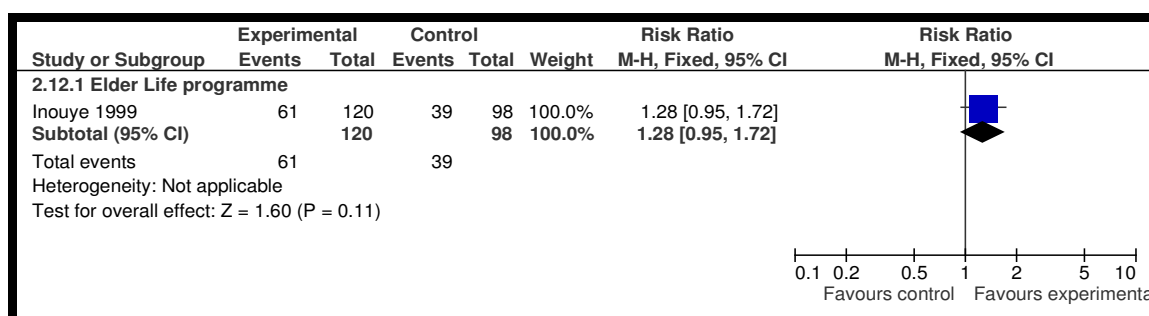 Experimental Control Risk Ratio Risk Ratio
Study or Subgroup Events Total Events Total Weight M-H, Fixed, 95% CI M-H, Fixed, 95% CI
2.12.1 Elder Life programme
Inouye 1999 61 120 39 98 100.0% 1.28 [0.95, 1.72]
Subtotal (95% CI) 120 98 100.0% 1.28 [0.95, 1.72]
Total events 61 39
Heterogeneity: Not applicable
Test for overall effect: Z = 1.60 (P = 0.11)
0.1 0.2 0.5 1 2 5 10
Favours control Favours experimenta